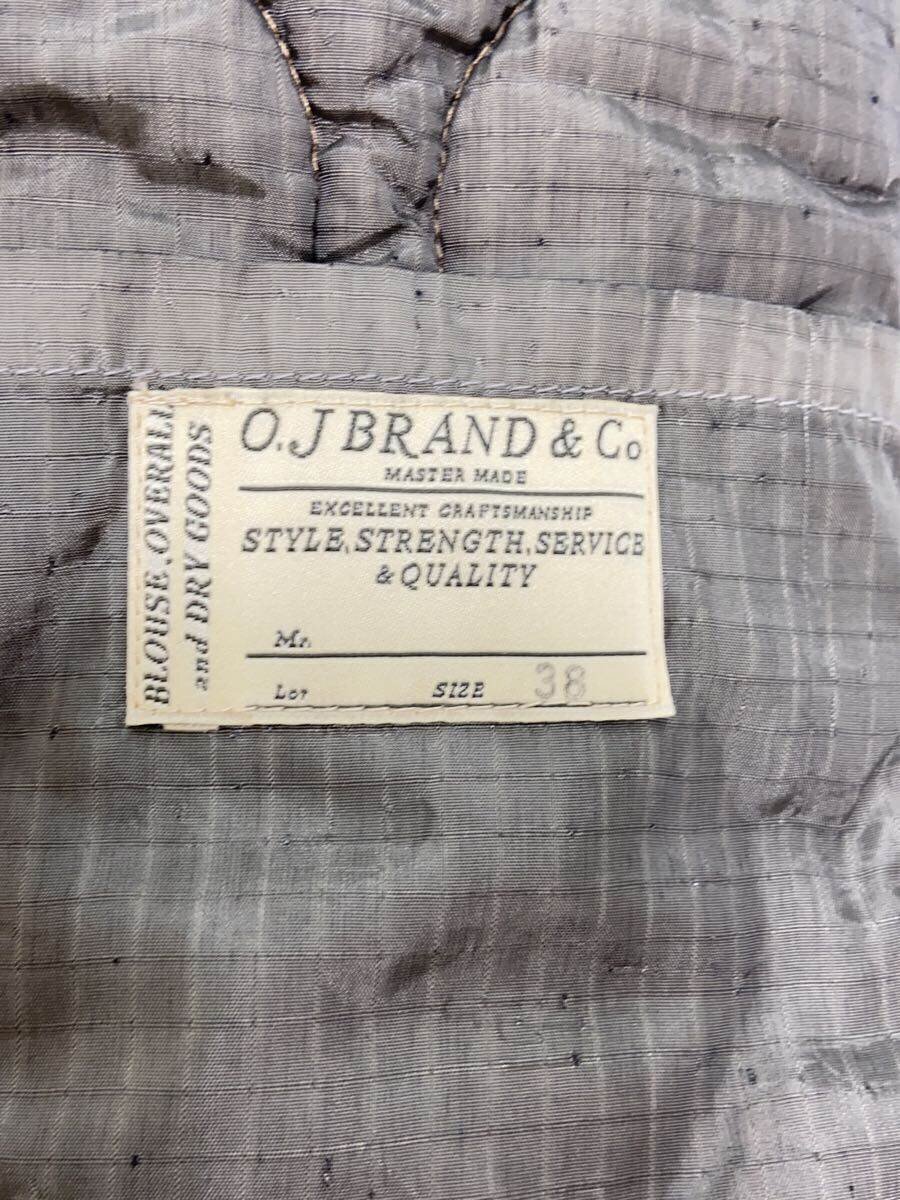 BLOUSE, OVERALL
and DRY GOODS
O.J BRAND & Co
MASTER MADE
EXCELLENT CRAFTSMANSHIP
STYLE, STRENGTH, SERVICE
& QUALITY
Mr.
LOT SIZE 38